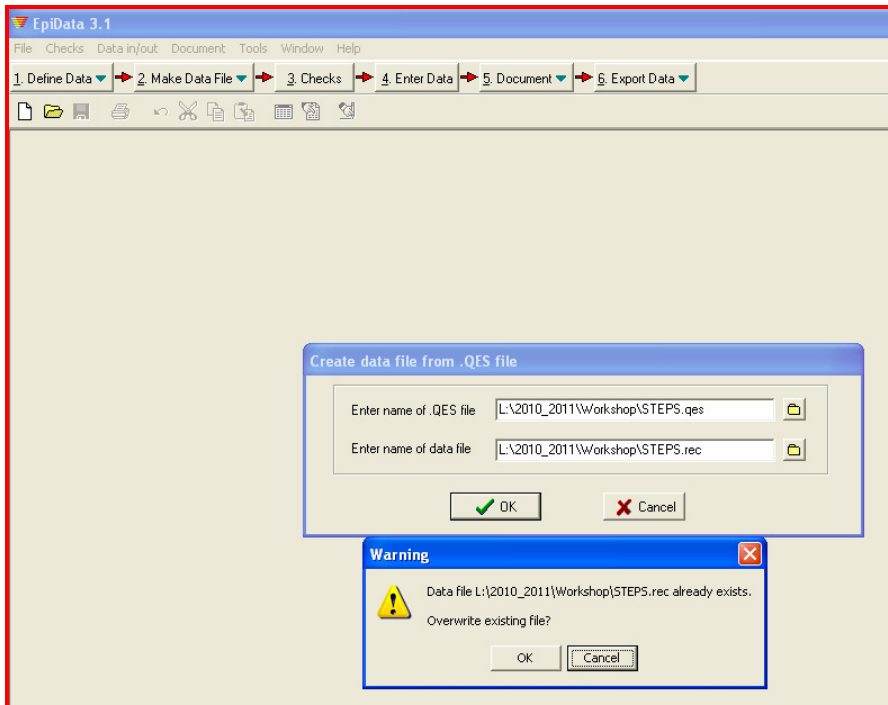 EpiData 3.1
File Checks Data in/out Document Tools Window Help
1. Define Data 2. Make Data File 3. Checks 4. Enter Data 5. Document 6. Export Data
Create data file from .QES file
Enter name of .QES file L:\2010_2011\Workshop\STEPS.qes
Enter name of data file L:\2010_2011\Workshop\STEPS.rec
OK Cancel
Warning
Data file L:\2010_2011\Workshop\STEPS.rec already exists.
Overwrite existing file?
OK Cancel